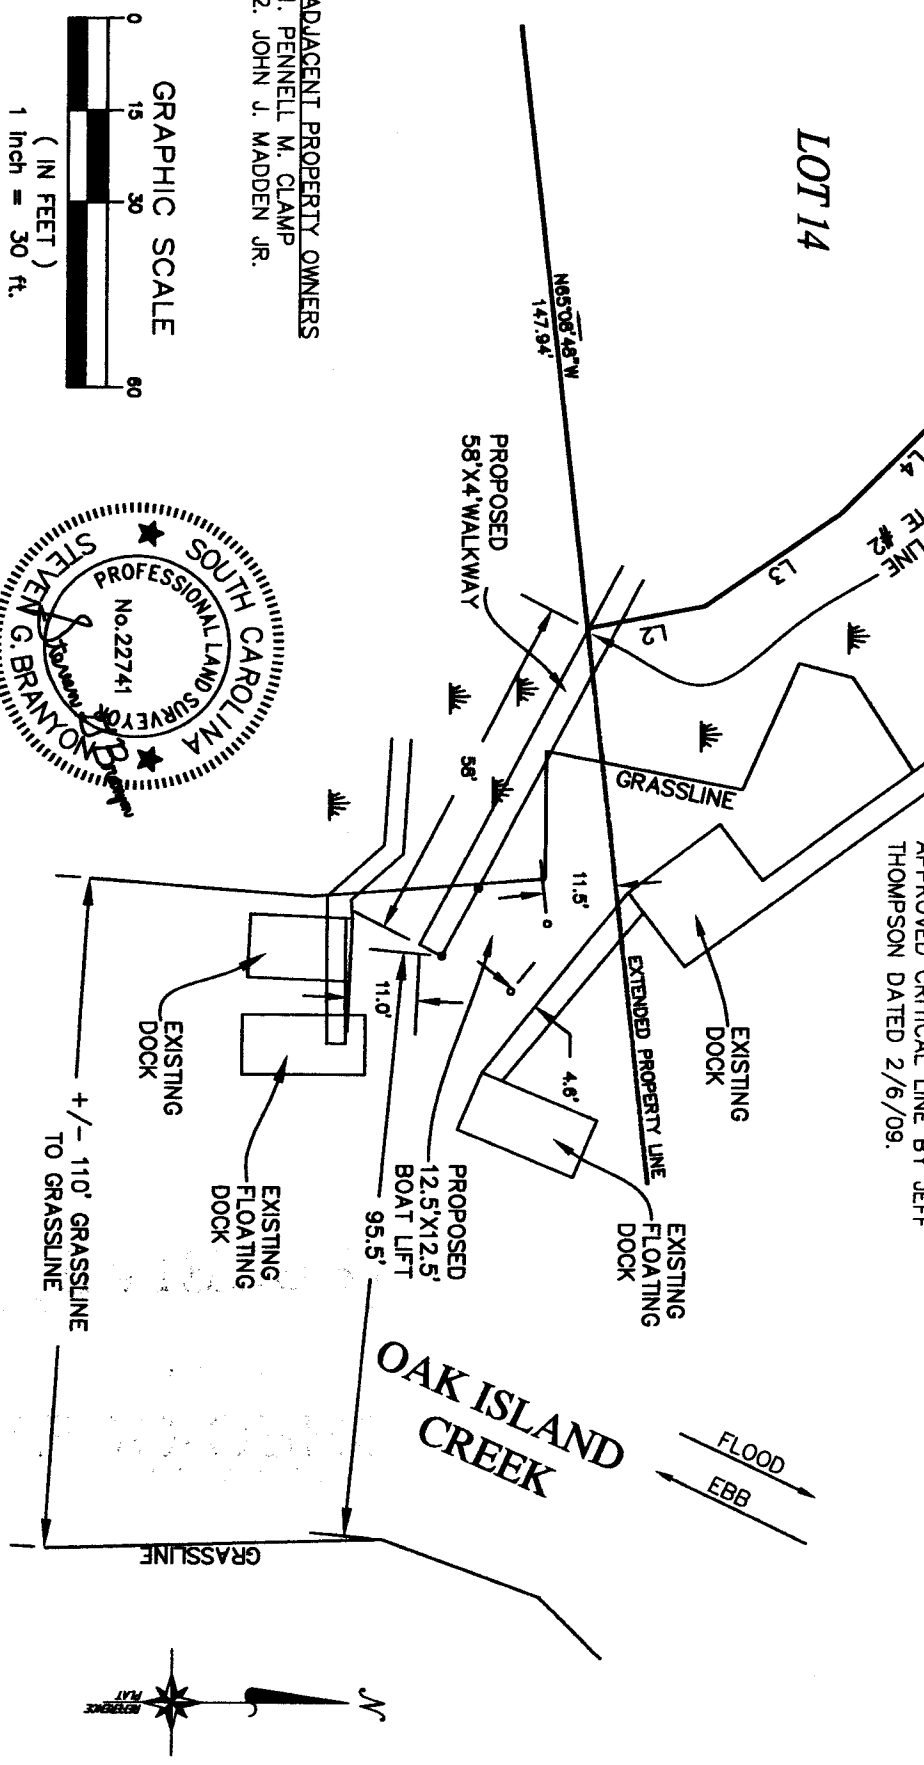 LOT 14
ADJACENT PROPERTY OWNERS
1. PENNELL M. CLAMP
2. JOHN J. MADDEN JR.
GRAPHIC SCALE
0 15 30 60
( IN FEET )
1 inch = 30 ft.
N65°08'48"W
147.94'
PROPOSED
58'X4'WALKWAY
58'
L4
L3
L2
LINE
#2
APPROVED CRITICAL LINE BY JEFF
THOMPSON DATED 2/6/09.
GRASSLINE
11.5'
EXTENDED PROPERTY LINE
EXISTING
DOCK
4.6'
EXISTING
FLOATING
DOCK
PROPOSED
12.5'X12.5'
BOAT LIFT
11.0'
95.5'
EXISTING
DOCK
EXISTING
FLOATING
DOCK
+/- 110' GRASSLINE
TO GRASSLINE
OAK ISLAND
CREEK
FLOOD
EBB
GRASSLINE
SOUTH CAROLINA
PROFESSIONAL LAND SURVEYOR
No.22741
STEVEN G. BRANYON
Steven G Branyon
N
REFERENCE
PLAT